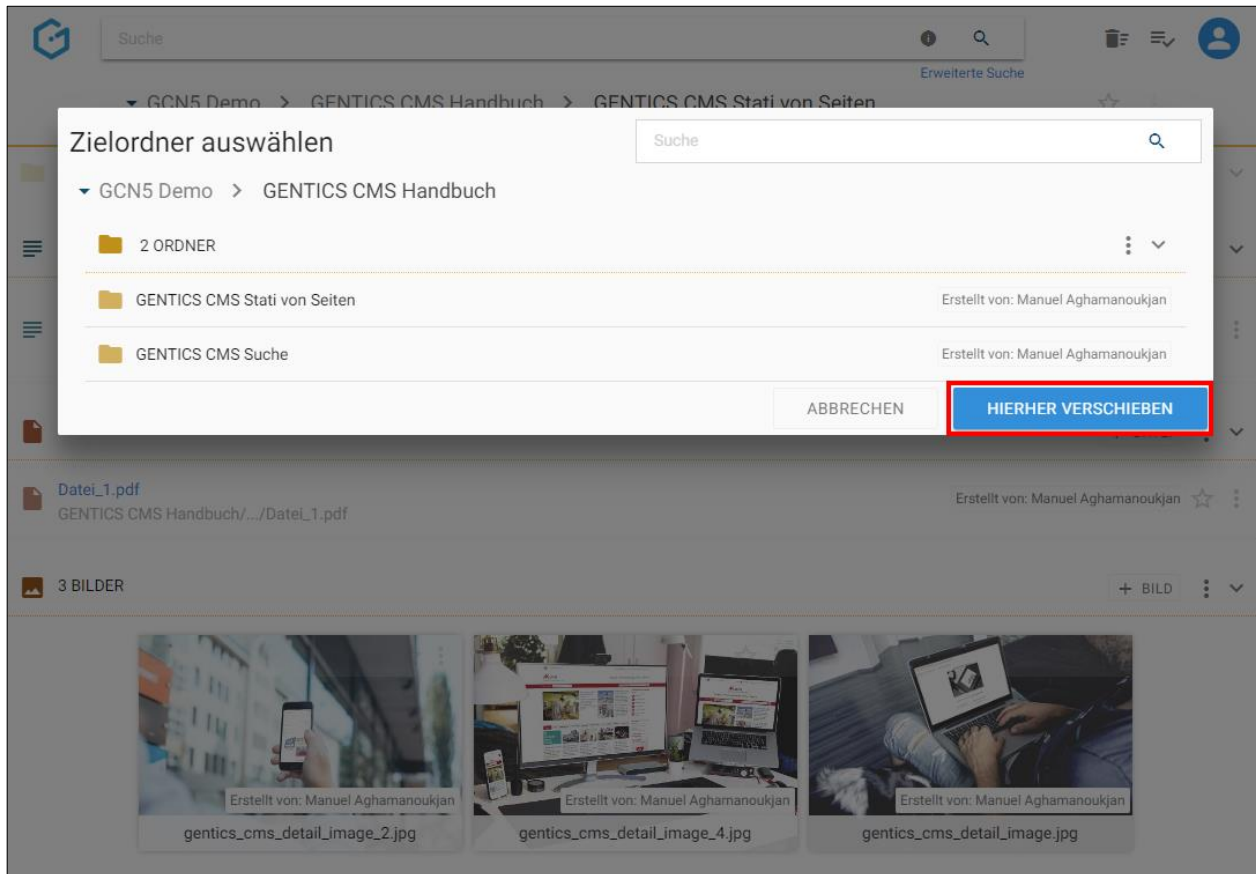 Suche
Erweiterte Suche
GCN5 Demo > GENTICS CMS Handbuch > GENTICS CMS Stati von Seiten
Zielordner auswählen
Suche
GCN5 Demo > GENTICS CMS Handbuch
2 ORDNER
GENTICS CMS Stati von Seiten Erstellt von: Manuel Aghamanoukjan
GENTICS CMS Suche Erstellt von: Manuel Aghamanoukjan
ABBRECHEN HIERHER VERSCHIEBEN
Datei_1.pdf
GENTICS CMS Handbuch/.../Datei_1.pdf
Erstellt von: Manuel Aghamanoukjan
3 BILDER + BILD
Erstellt von: Manuel Aghamanoukjan Erstellt von: Manuel Aghamanoukjan Erstellt von: Manuel Aghamanoukjan
gentics_cms_detail_image_2.jpg gentics_cms_detail_image_4.jpg gentics_cms_detail_image.jpg